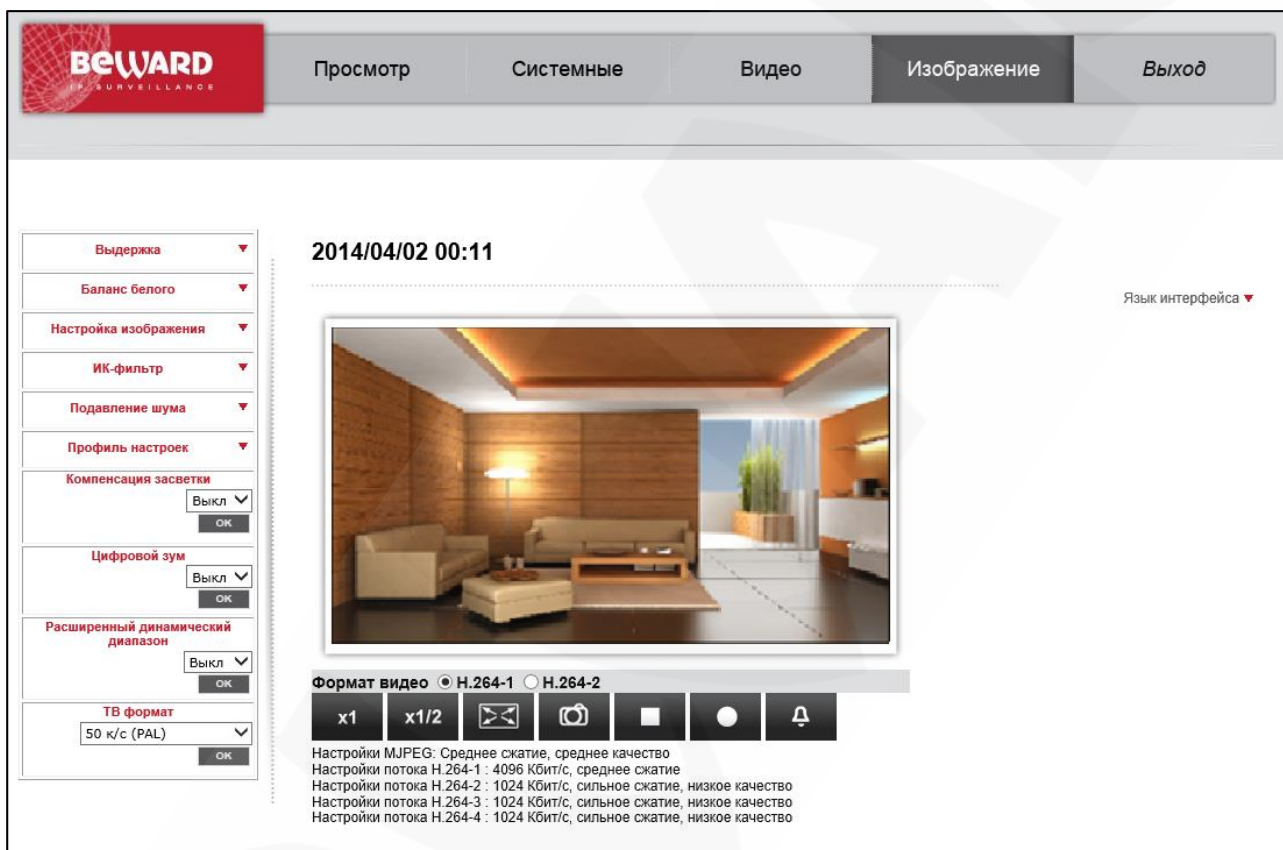 BEWARD
IP SURVEILLANCE
Просмотр
Системные
Видео
Изображение
Выход
Выдержка
Баланс белого
Настройка изображения
ИК-фильтр
Подавление шума
Профиль настроек
Компенсация засветки
Выкл
OK
Цифровой зум
Выкл
OK
Расширенный динамический
диапазон
Выкл
OK
ТВ формат
50 к/с (PAL)
OK
2014/04/02 00:11
Язык интерфейса
Формат видео H.264-1 H.264-2
x1
x1/2
Настройки MJPEG: Среднее сжатие, среднее качество
Настройки потока H.264-1 : 4096 Кбит/с, среднее сжатие
Настройки потока H.264-2 : 1024 Кбит/с, сильное сжатие, низкое качество
Настройки потока H.264-3 : 1024 Кбит/с, сильное сжатие, низкое качество
Настройки потока H.264-4 : 1024 Кбит/с, сильное сжатие, низкое качество